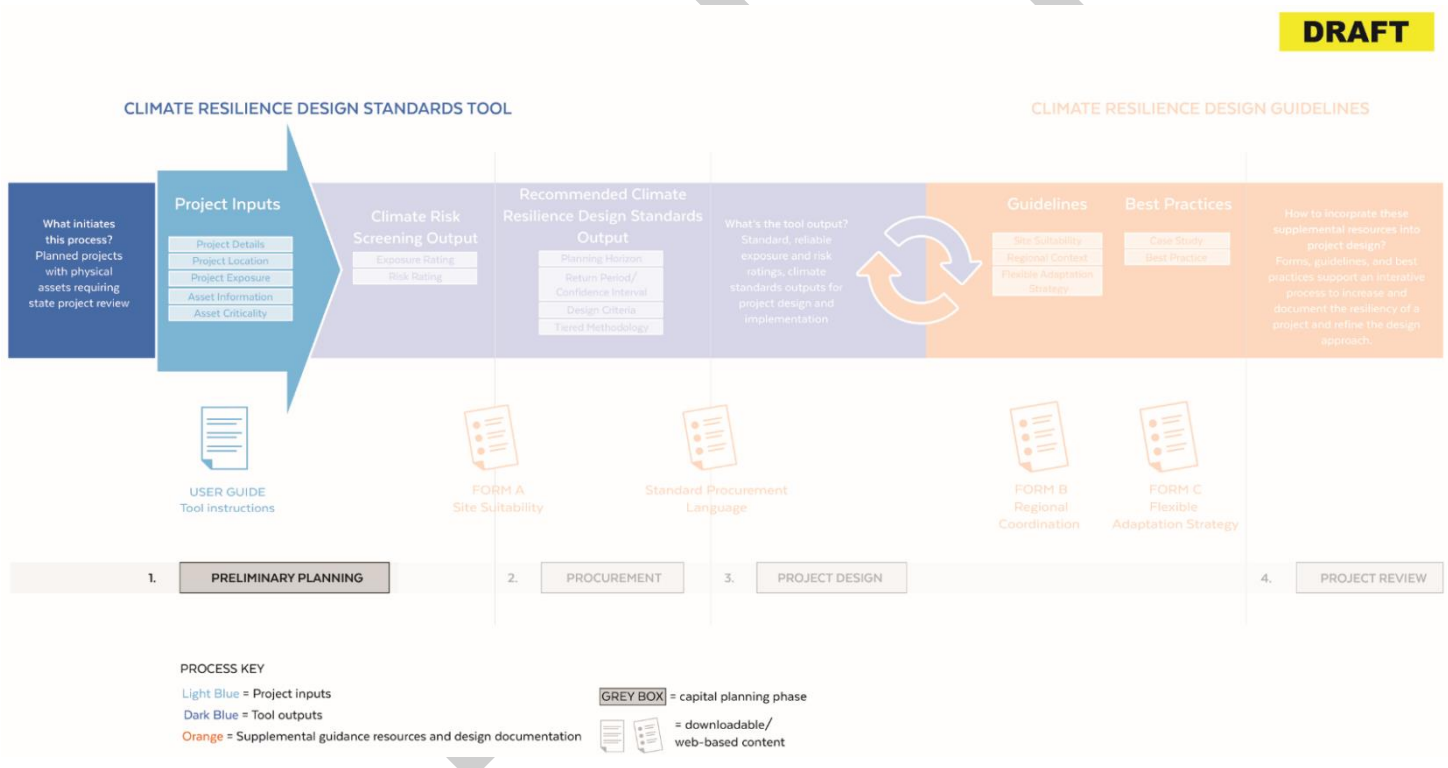 DRAFT
CLIMATE RESILIENCE DESIGN STANDARDS TOOL
CLIMATE RESILIENCE DESIGN GUIDELINES
What initiates
this process?
Planned projects
with physical
assets requiring
state project review
Project Inputs
Project Details
Project Location
Project Exposure
Asset Information
Asset Criticality
Climate Risk
Screening Output
Exposure Rating
Risk Rating
Recommended Climate
Resilience Design Standards
Output
Planning Horizon
Return Period/
Confidence Interval
Design Criteria
Tiered Methodology
What's the tool output?
Standard, reliable
exposure and risk
ratings, climate
standards outputs for
project design and
implementation
Guidelines
Site Suitability
Regional Context
Flexible Adaptation
Strategy
Best Practices
Case Study
Best Practice
How to incorprate these
supplemental resources into
project design?
Forms, guidelines, and best
practices support an interative
process to increase and
document the resiliency of a
project and refine the design
approach.
USER GUIDE
Tool instructions
FORM A
Site Suitability
Standard Procurement
Language
FORM B
Regional
Coordination
FORM C
Flexible
Adaptation Strategy
1. PRELIMINARY PLANNING
2. PROCUREMENT
3. PROJECT DESIGN
4. PROJECT REVIEW
PROCESS KEY
Light Blue = Project inputs
Dark Blue = Tool outputs
Orange = Supplemental guidance resources and design documentation
GREY BOX = capital planning phase
= downloadable/
web-based content